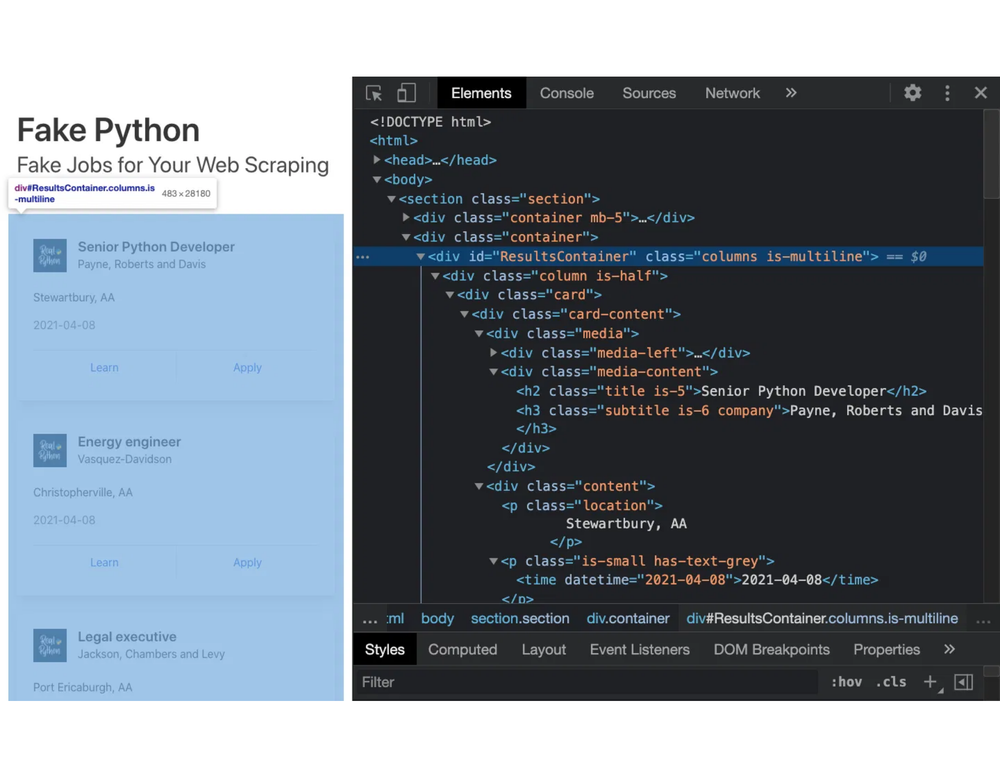 Fake Python
Fake Jobs for Your Web Scraping
div#ResultsContainer.columns.is
-multiline
483 × 28180
Real Python
Senior Python Developer
Payne, Roberts and Davis
Stewartbury, AA
2021-04-08
Learn Apply
Real Python
Energy engineer
Vasquez-Davidson
Christopherville, AA
2021-04-08
Learn Apply
Real Python
Legal executive
Jackson, Chambers and Levy
Port Ericaburgh, AA
Elements Console Sources Network »
<!DOCTYPE html>
<html>
<head>…</head>
<body>
<section class="section">
<div class="container mb-5">…</div>
<div class="container">
… <div id="ResultsContainer" class="columns is-multiline"> == $0
<div class="column is-half">
<div class="card">
<div class="card-content">
<div class="media">
<div class="media-left">…</div>
<div class="media-content">
<h2 class="title is-5">Senior Python Developer</h2>
<h3 class="subtitle is-6 company">Payne, Roberts and Davis
</h3>
</div>
</div>
<div class="content">
<p class="location">
Stewartbury, AA
</p>
<p class="is-small has-text-grey">
<time datetime="2021-04-08">2021-04-08</time>
</p>
… tml body section.section div.container div#ResultsContainer.columns.is-multiline …
Styles Computed Layout Event Listeners DOM Breakpoints Properties »
Filter :hov .cls +